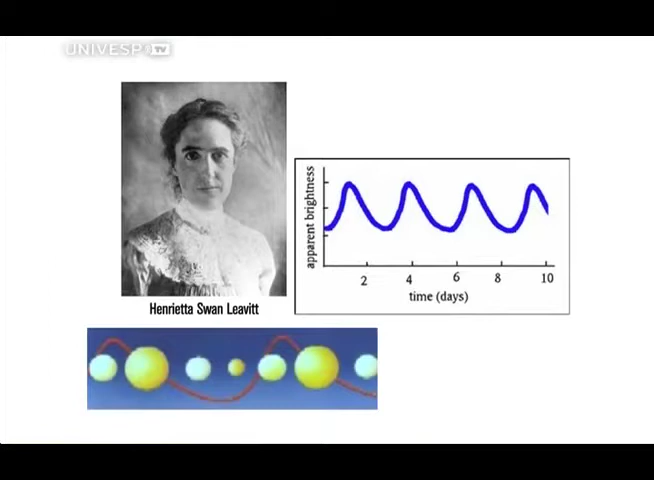 UNIVESP TV
apparent brightness
2 4 6 8 10
time (days)
Henrietta Swan Leavitt